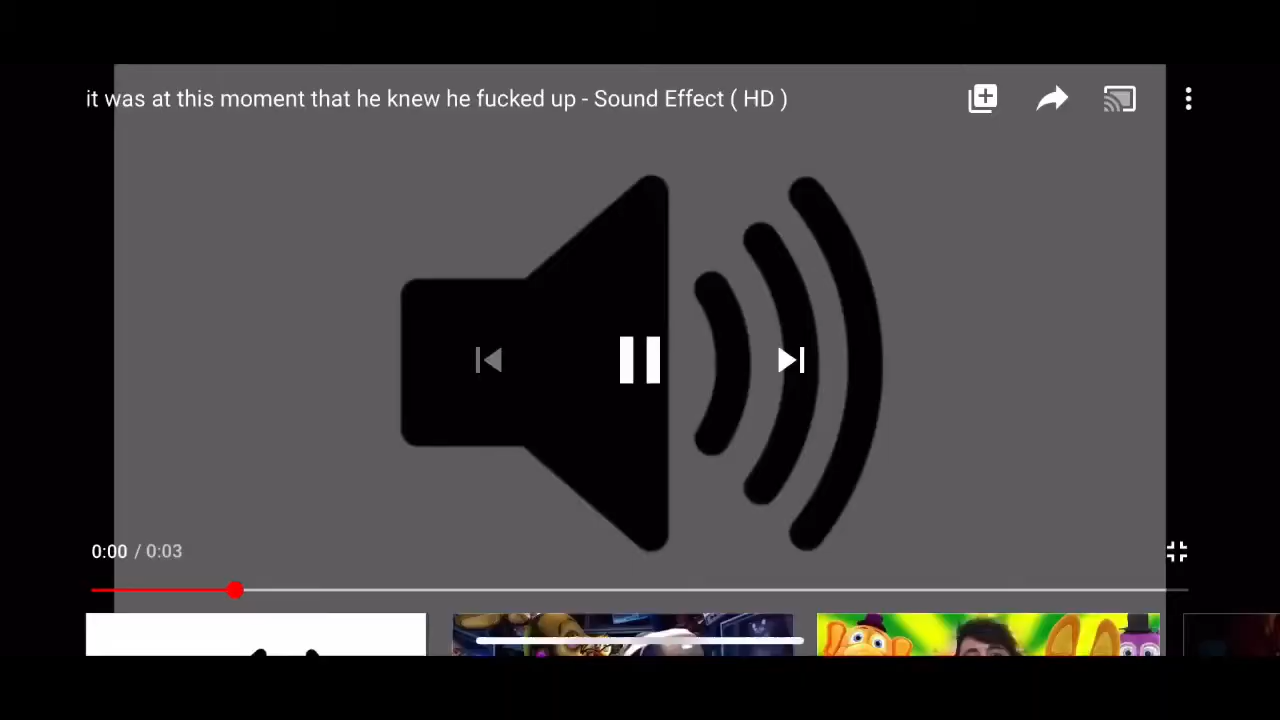 it was at this moment that he knew he fucked up - Sound Effect ( HD )
0:00 / 0:03